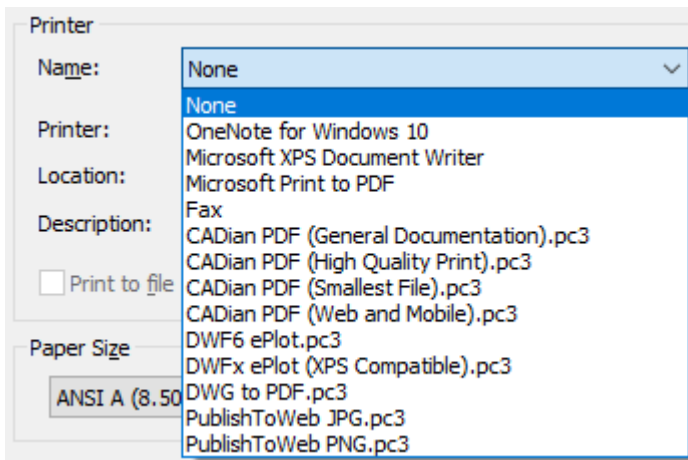 Printer
Name:
None
None
Printer:
OneNote for Windows 10
Microsoft XPS Document Writer
Location:
Microsoft Print to PDF
Fax
Description:
CADian PDF (General Documentation).pc3
CADian PDF (High Quality Print).pc3
Print to file
CADian PDF (Smallest File).pc3
CADian PDF (Web and Mobile).pc3
DWF6 ePlot.pc3
Paper Size
DWFx ePlot (XPS Compatible).pc3
DWG to PDF.pc3
ANSI A (8.50
PublishToWeb JPG.pc3
PublishToWeb PNG.pc3